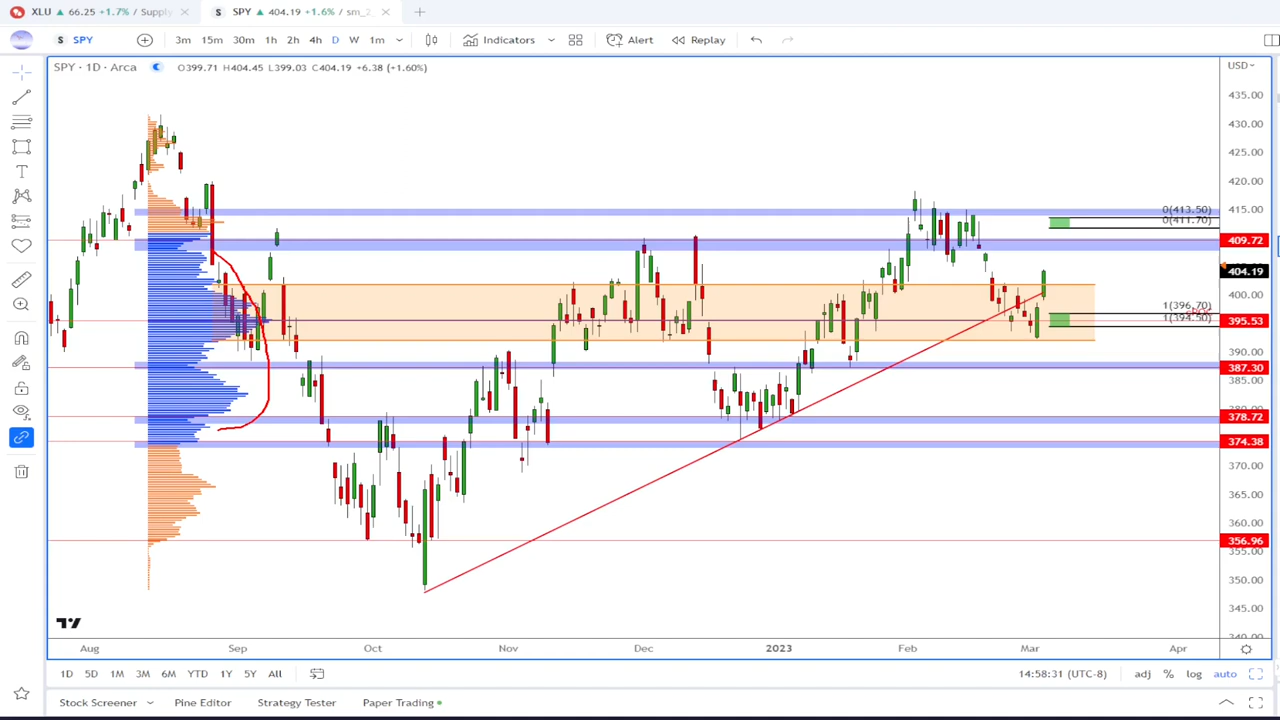 XLU ▲ 66.25 +1.7% / Supply
SPY ▲ 404.19 +1.6% / sm_2
S SPY
3m 15m 30m 1h 2h 4h D W 1m
Indicators
Alert
Replay
SPY · 1D · Arca
O399.71 H404.45 L399.03 C404.19 +6.38 (+1.60%)
USD
435.00
430.00
425.00
420.00
415.00
0(413.50)
0(411.70)
409.72
404.19
400.00
1(396.70)
1(394.50)
395.53
390.00
387.30
385.00
378.72
374.38
370.00
365.00
360.00
356.96
355.00
350.00
345.00
340.00
Aug Sep Oct Nov Dec 2023 Feb Mar Apr
1D 5D 1M 3M 6M YTD 1Y 5Y All
14:58:31 (UTC-8)
adj % log auto
Stock Screener
Pine Editor
Strategy Tester
Paper Trading